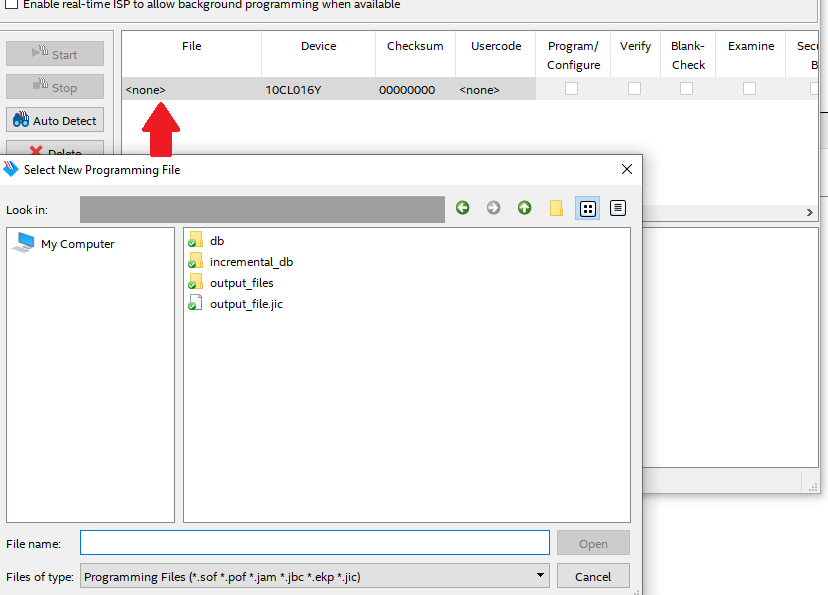 Enable real-time ISP to allow background programming when available
Start
Stop
Auto Detect
Delete
File Device Checksum Usercode Program/ Verify Blank- Examine Secu
Configure Check B
<none> 10CL016Y 00000000 <none>
Select New Programming File
Look in:
My Computer
db
incremental_db
output_files
output_file.jic
File name:
Open
Files of type: Programming Files (*.sof *.pof *.jam *.jbc *.ekp *.jic)
Cancel